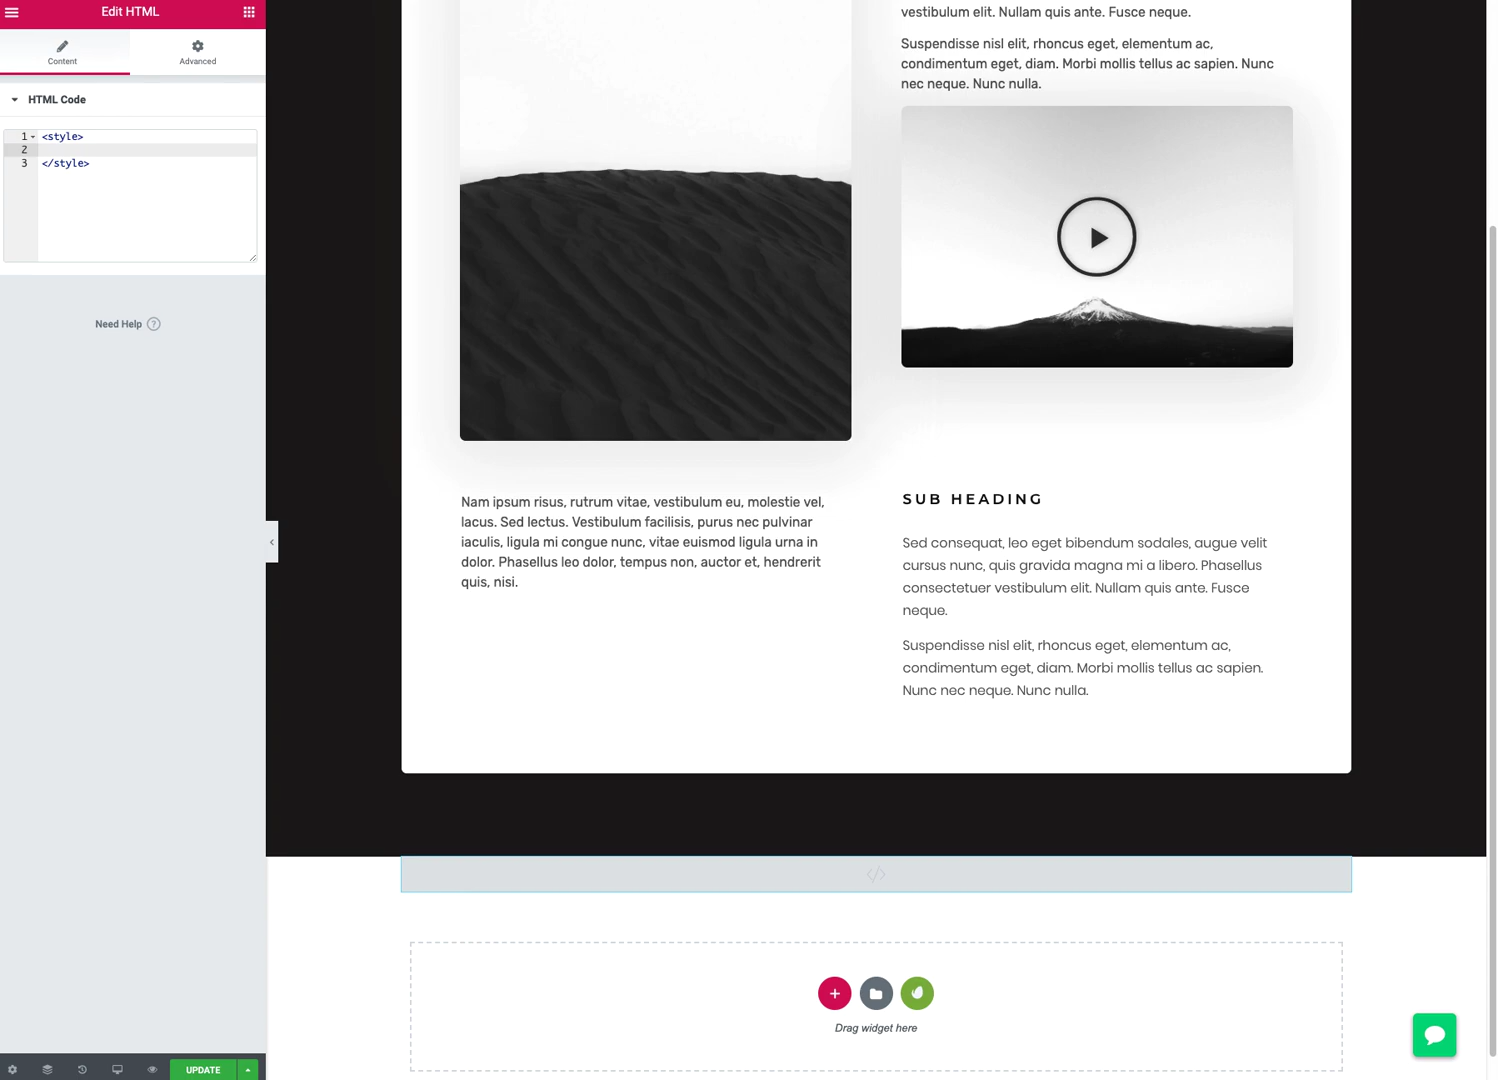 Edit HTML
Content
Advanced
HTML Code
1 <style>
2
3 </style>
Need Help ?
UPDATE
vestibulum elit. Nullam quis ante. Fusce neque.
Suspendisse nisl elit, rhoncus eget, elementum ac,
condimentum eget, diam. Morbi mollis tellus ac sapien. Nunc
nec neque. Nunc nulla.
Nam ipsum risus, rutrum vitae, vestibulum eu, molestie vel,
lacus. Sed lectus. Vestibulum facilisis, purus nec pulvinar
iaculis, ligula mi congue nunc, vitae euismod ligula urna in
dolor. Phasellus leo dolor, tempus non, auctor et, hendrerit
quis, nisi.
SUB HEADING
Sed consequat, leo eget bibendum sodales, augue velit
cursus nunc, quis gravida magna mi a libero. Phasellus
consectetuer vestibulum elit. Nullam quis ante. Fusce
neque.
Suspendisse nisl elit, rhoncus eget, elementum ac,
condimentum eget, diam. Morbi mollis tellus ac sapien.
Nunc nec neque. Nunc nulla.
Drag widget here